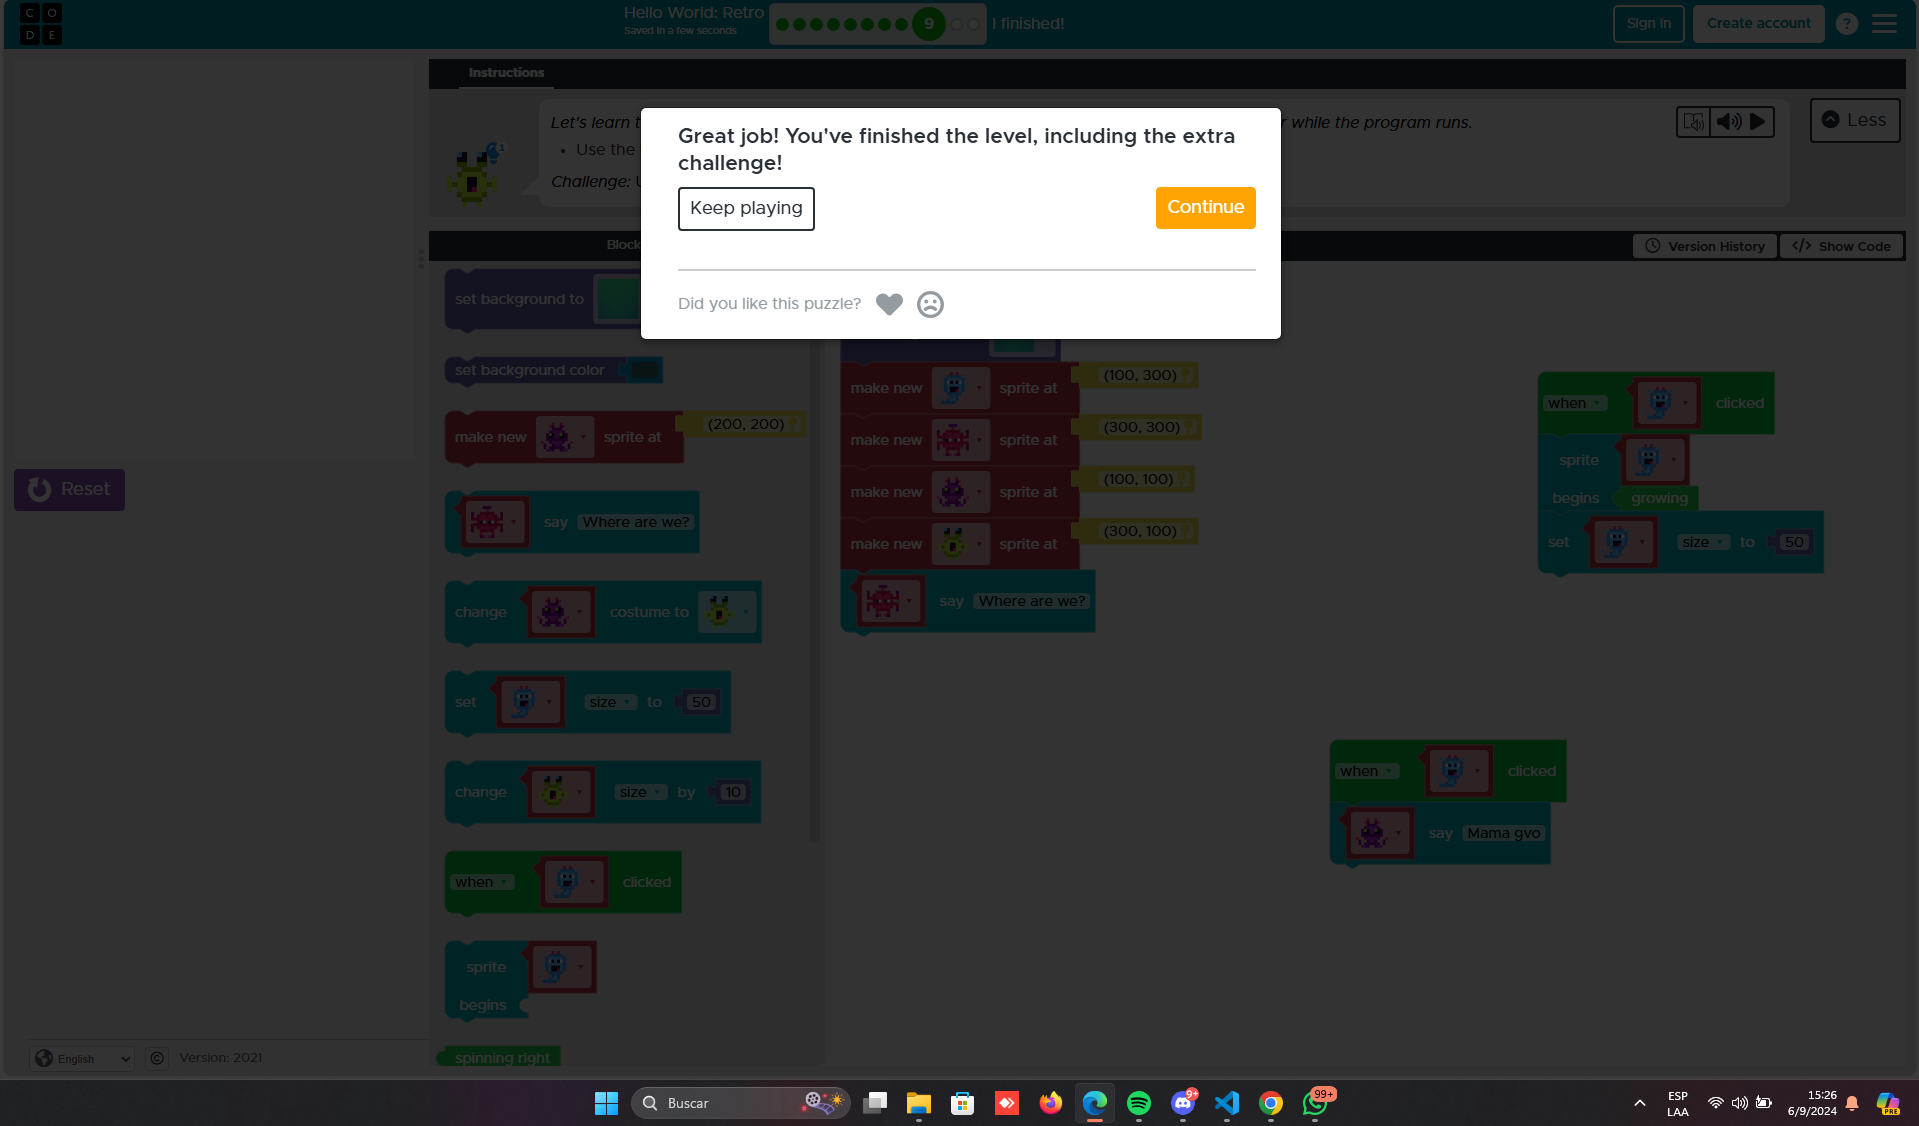 C O
D E
Hello World: Retro
Saved in a few seconds
9
I finished!
Sign in
Create account
?
Instructions
Let's learn t
r while the program runs.
Less
1
• Use the
Challenge: U
Great job! You've finished the level, including the extra
challenge!
Keep playing
Continue
Did you like this puzzle?
Block
Version History
</> Show Code
set background to
set background color
make new sprite at (200, 200)
say Where are we?
change costume to
set size to 50
change size by 10
when clicked
sprite
begins
spinning right
make new sprite at (100, 300)
make new sprite at (300, 300)
make new sprite at (100, 100)
make new sprite at (300, 100)
say Where are we?
when clicked
sprite
begins growing
set size to 50
when clicked
say Mama gvo
Reset
English
©
Version: 2021
Buscar
9+
99+
ESP
LAA
15:26
6/9/2024
PRE